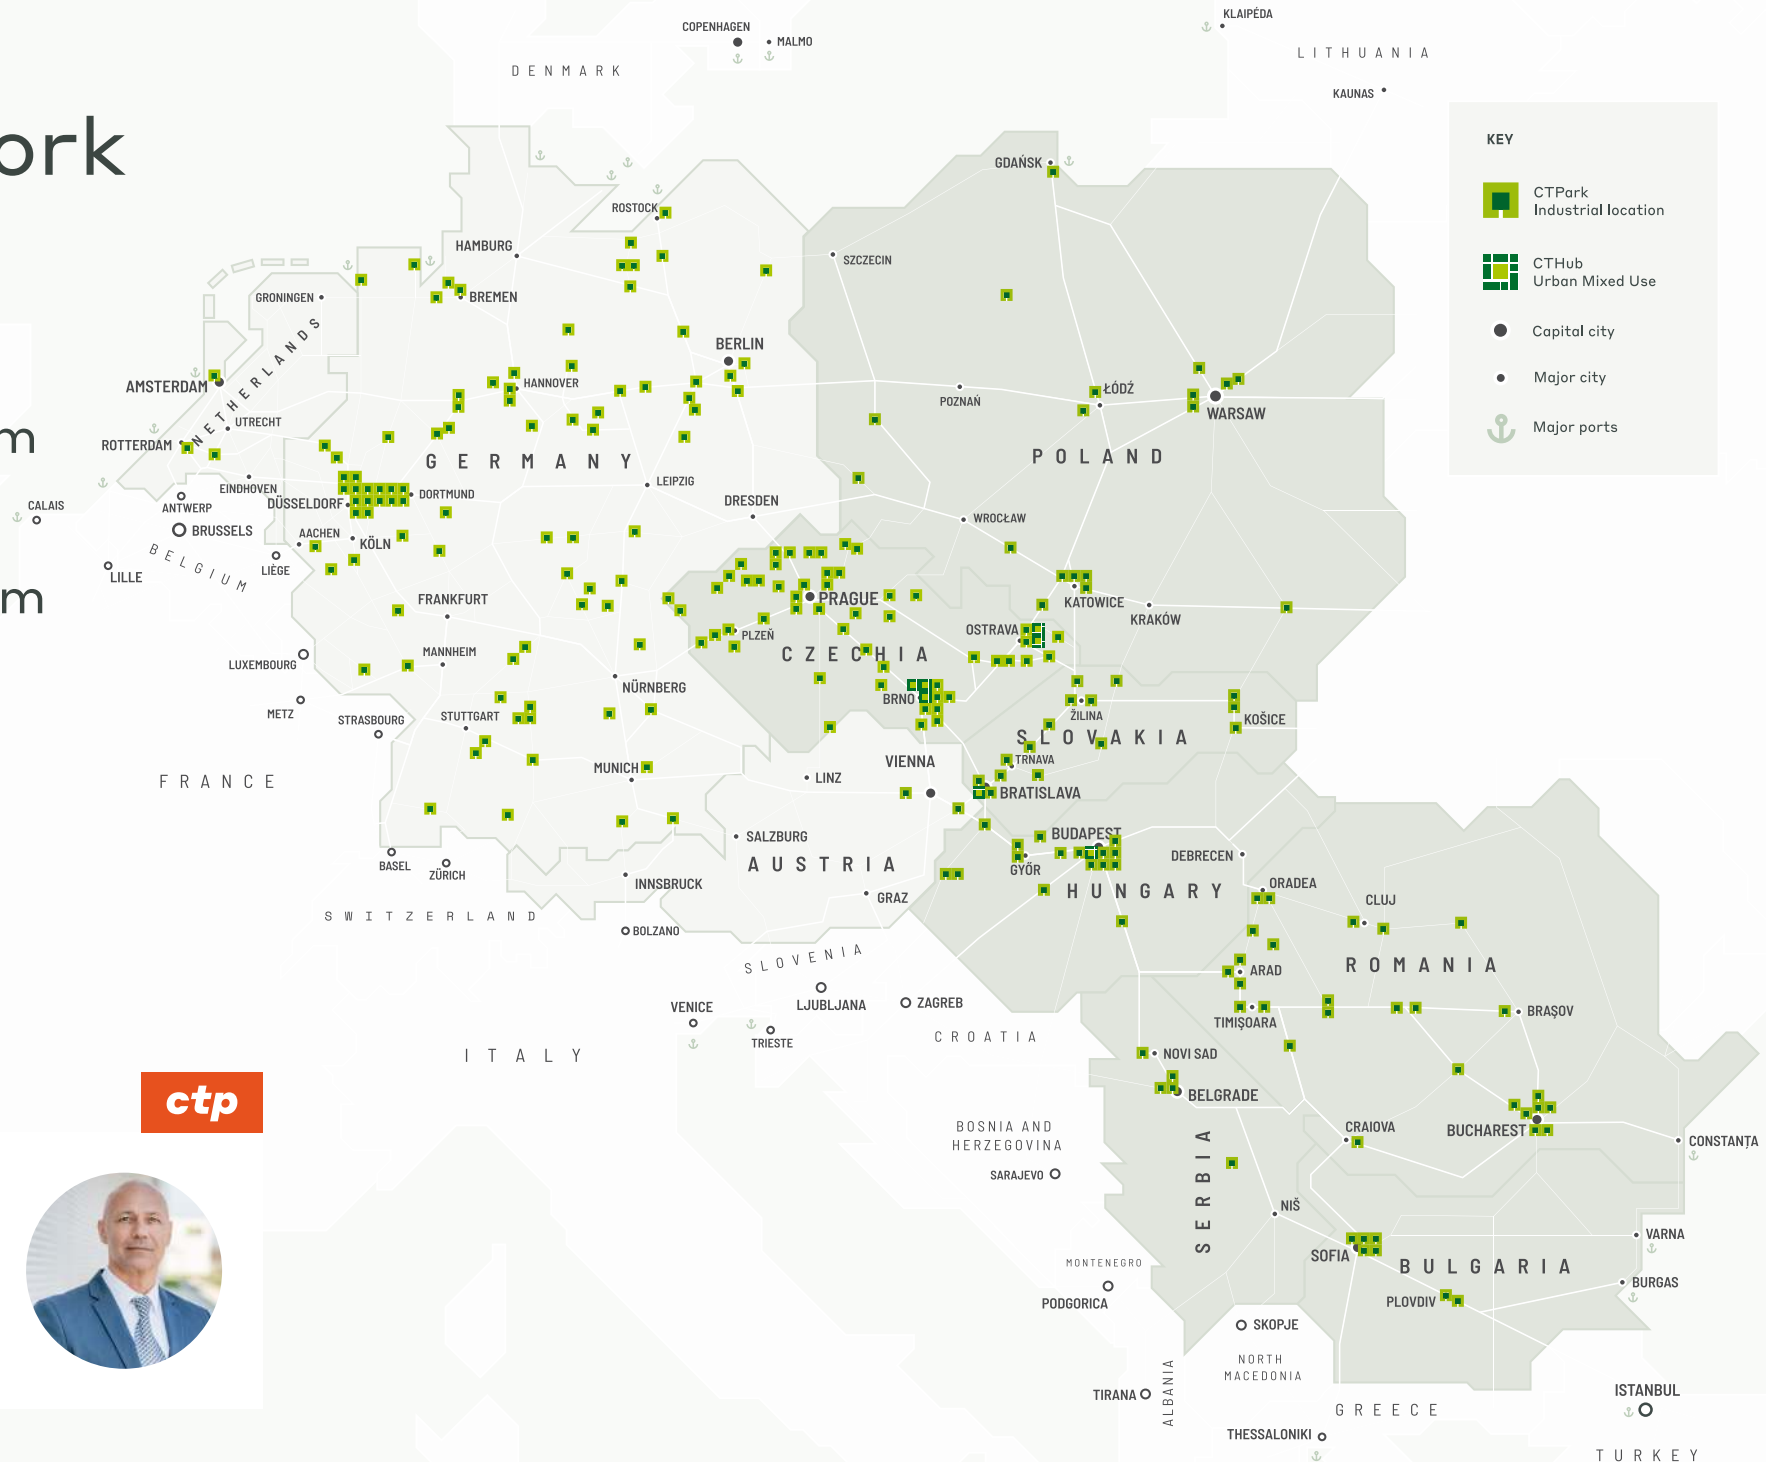 ork
m
m
ctp
KEY
CTPark
Industrial location
CTHub
Urban Mixed Use
Capital city
Major city
Major ports
COPENHAGEN
MALMO
DENMARK
KLAIPÉDA
LITHUANIA
KAUNAS
GDAŃSK
ROSTOCK
HAMBURG
SZCZECIN
GRONINGEN
BREMEN
BERLIN
NETHERLANDS
AMSTERDAM
HANNOVER
POZNAŃ
ŁÓDŹ
WARSAW
UTRECHT
ROTTERDAM
GERMANY
POLAND
EINDHOVEN
DÜSSELDORF
DORTMUND
LEIPZIG
DRESDEN
CALAIS
ANTWERP
BRUSSELS
WROCŁAW
AACHEN
KÖLN
BELGIUM
LIÈGE
LILLE
FRANKFURT
PRAGUE
KATOWICE
KRAKÓW
PLZEŇ
OSTRAVA
CZECHIA
LUXEMBOURG
MANNHEIM
NÜRNBERG
BRNO
METZ
STRASBOURG
STUTTGART
ŽILINA
KOŠICE
SLOVAKIA
FRANCE
MUNICH
LINZ
VIENNA
TRNAVA
BRATISLAVA
SALZBURG
BUDAPEST
BASEL
ZÜRICH
AUSTRIA
GYŐR
DEBRECEN
INNSBRUCK
GRAZ
HUNGARY
ORADEA
CLUJ
SWITZERLAND
BOLZANO
SLOVENIA
ROMANIA
ARAD
LJUBLJANA
ZAGREB
VENICE
TRIESTE
CROATIA
TIMIŞOARA
BRAŞOV
ITALY
NOVI SAD
BELGRADE
BOSNIA AND
HERZEGOVINA
SARAJEVO
CRAIOVA
BUCHAREST
CONSTANȚA
SERBIA
NIŠ
VARNA
SOFIA
BULGARIA
MONTENEGRO
PODGORICA
BURGAS
PLOVDIV
SKOPJE
NORTH
MACEDONIA
TIRANA
ALBANIA
GREECE
THESSALONIKI
ISTANBUL
TURKEY